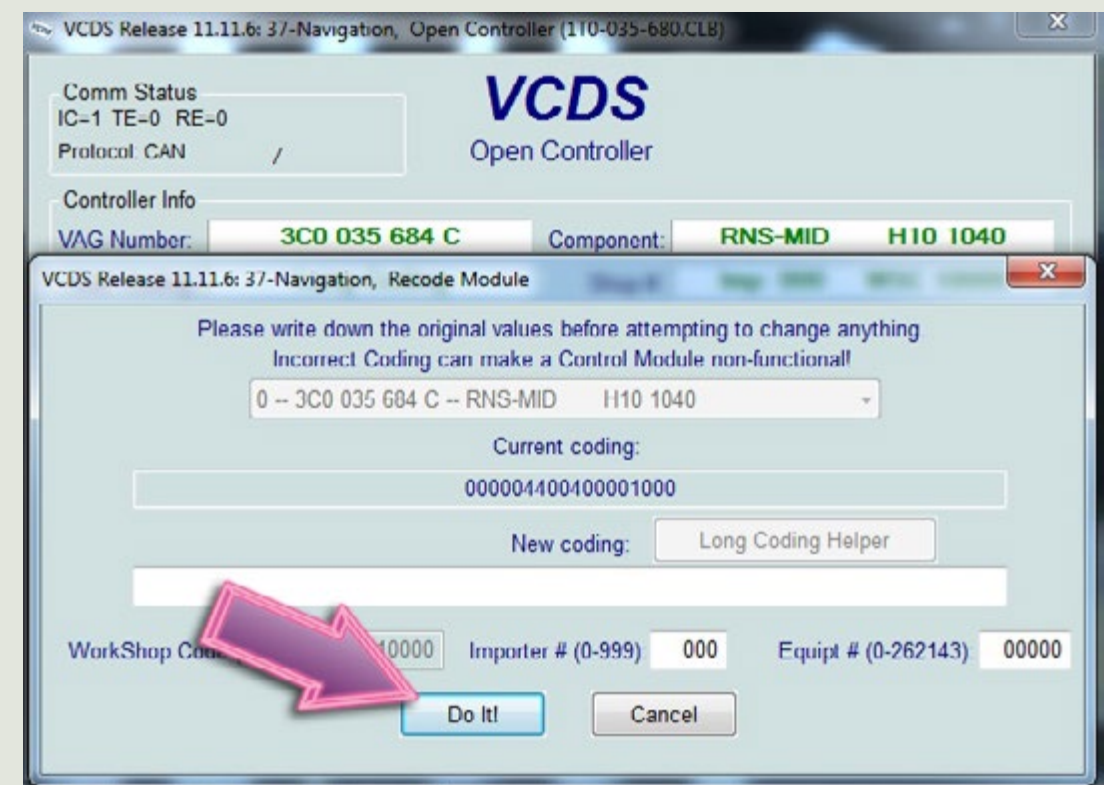 VCDS Release 11.11.6: 37-Navigation, Open Controller (1T0-035-680.CLB)
Comm Status
IC=1 TE=0 RE=0
Protocol: CAN /
VCDS
Open Controller
Controller Info
VAG Number: 3C0 035 684 C Component: RNS-MID H10 1040
VCDS Release 11.11.6: 37-Navigation, Recode Module
Please write down the original values before attempting to change anything
Incorrect Coding can make a Control Module non-functional!
0 -- 3C0 035 684 C -- RNS-MID H10 1040
Current coding:
000004400400001000
New coding: Long Coding Helper
WorkShop Importer # (0-999) 000 Equipt # (0-262143) 00000
Do It! Cancel